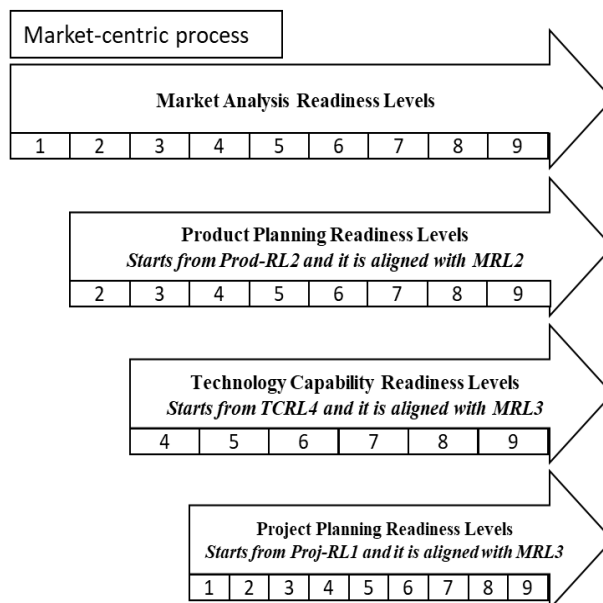 Market-centric process
Market Analysis Readiness Levels
1 2 3 4 5 6 7 8 9
Product Planning Readiness Levels
Starts from Prod-RL2 and it is aligned with MRL2
2 3 4 5 6 7 8 9
Technology Capability Readiness Levels
Starts from TCRL4 and it is aligned with MRL3
4 5 6 7 8 9
Project Planning Readiness Levels
Starts from Proj-RL1 and it is aligned with MRL3
1 2 3 4 5 6 7 8 9